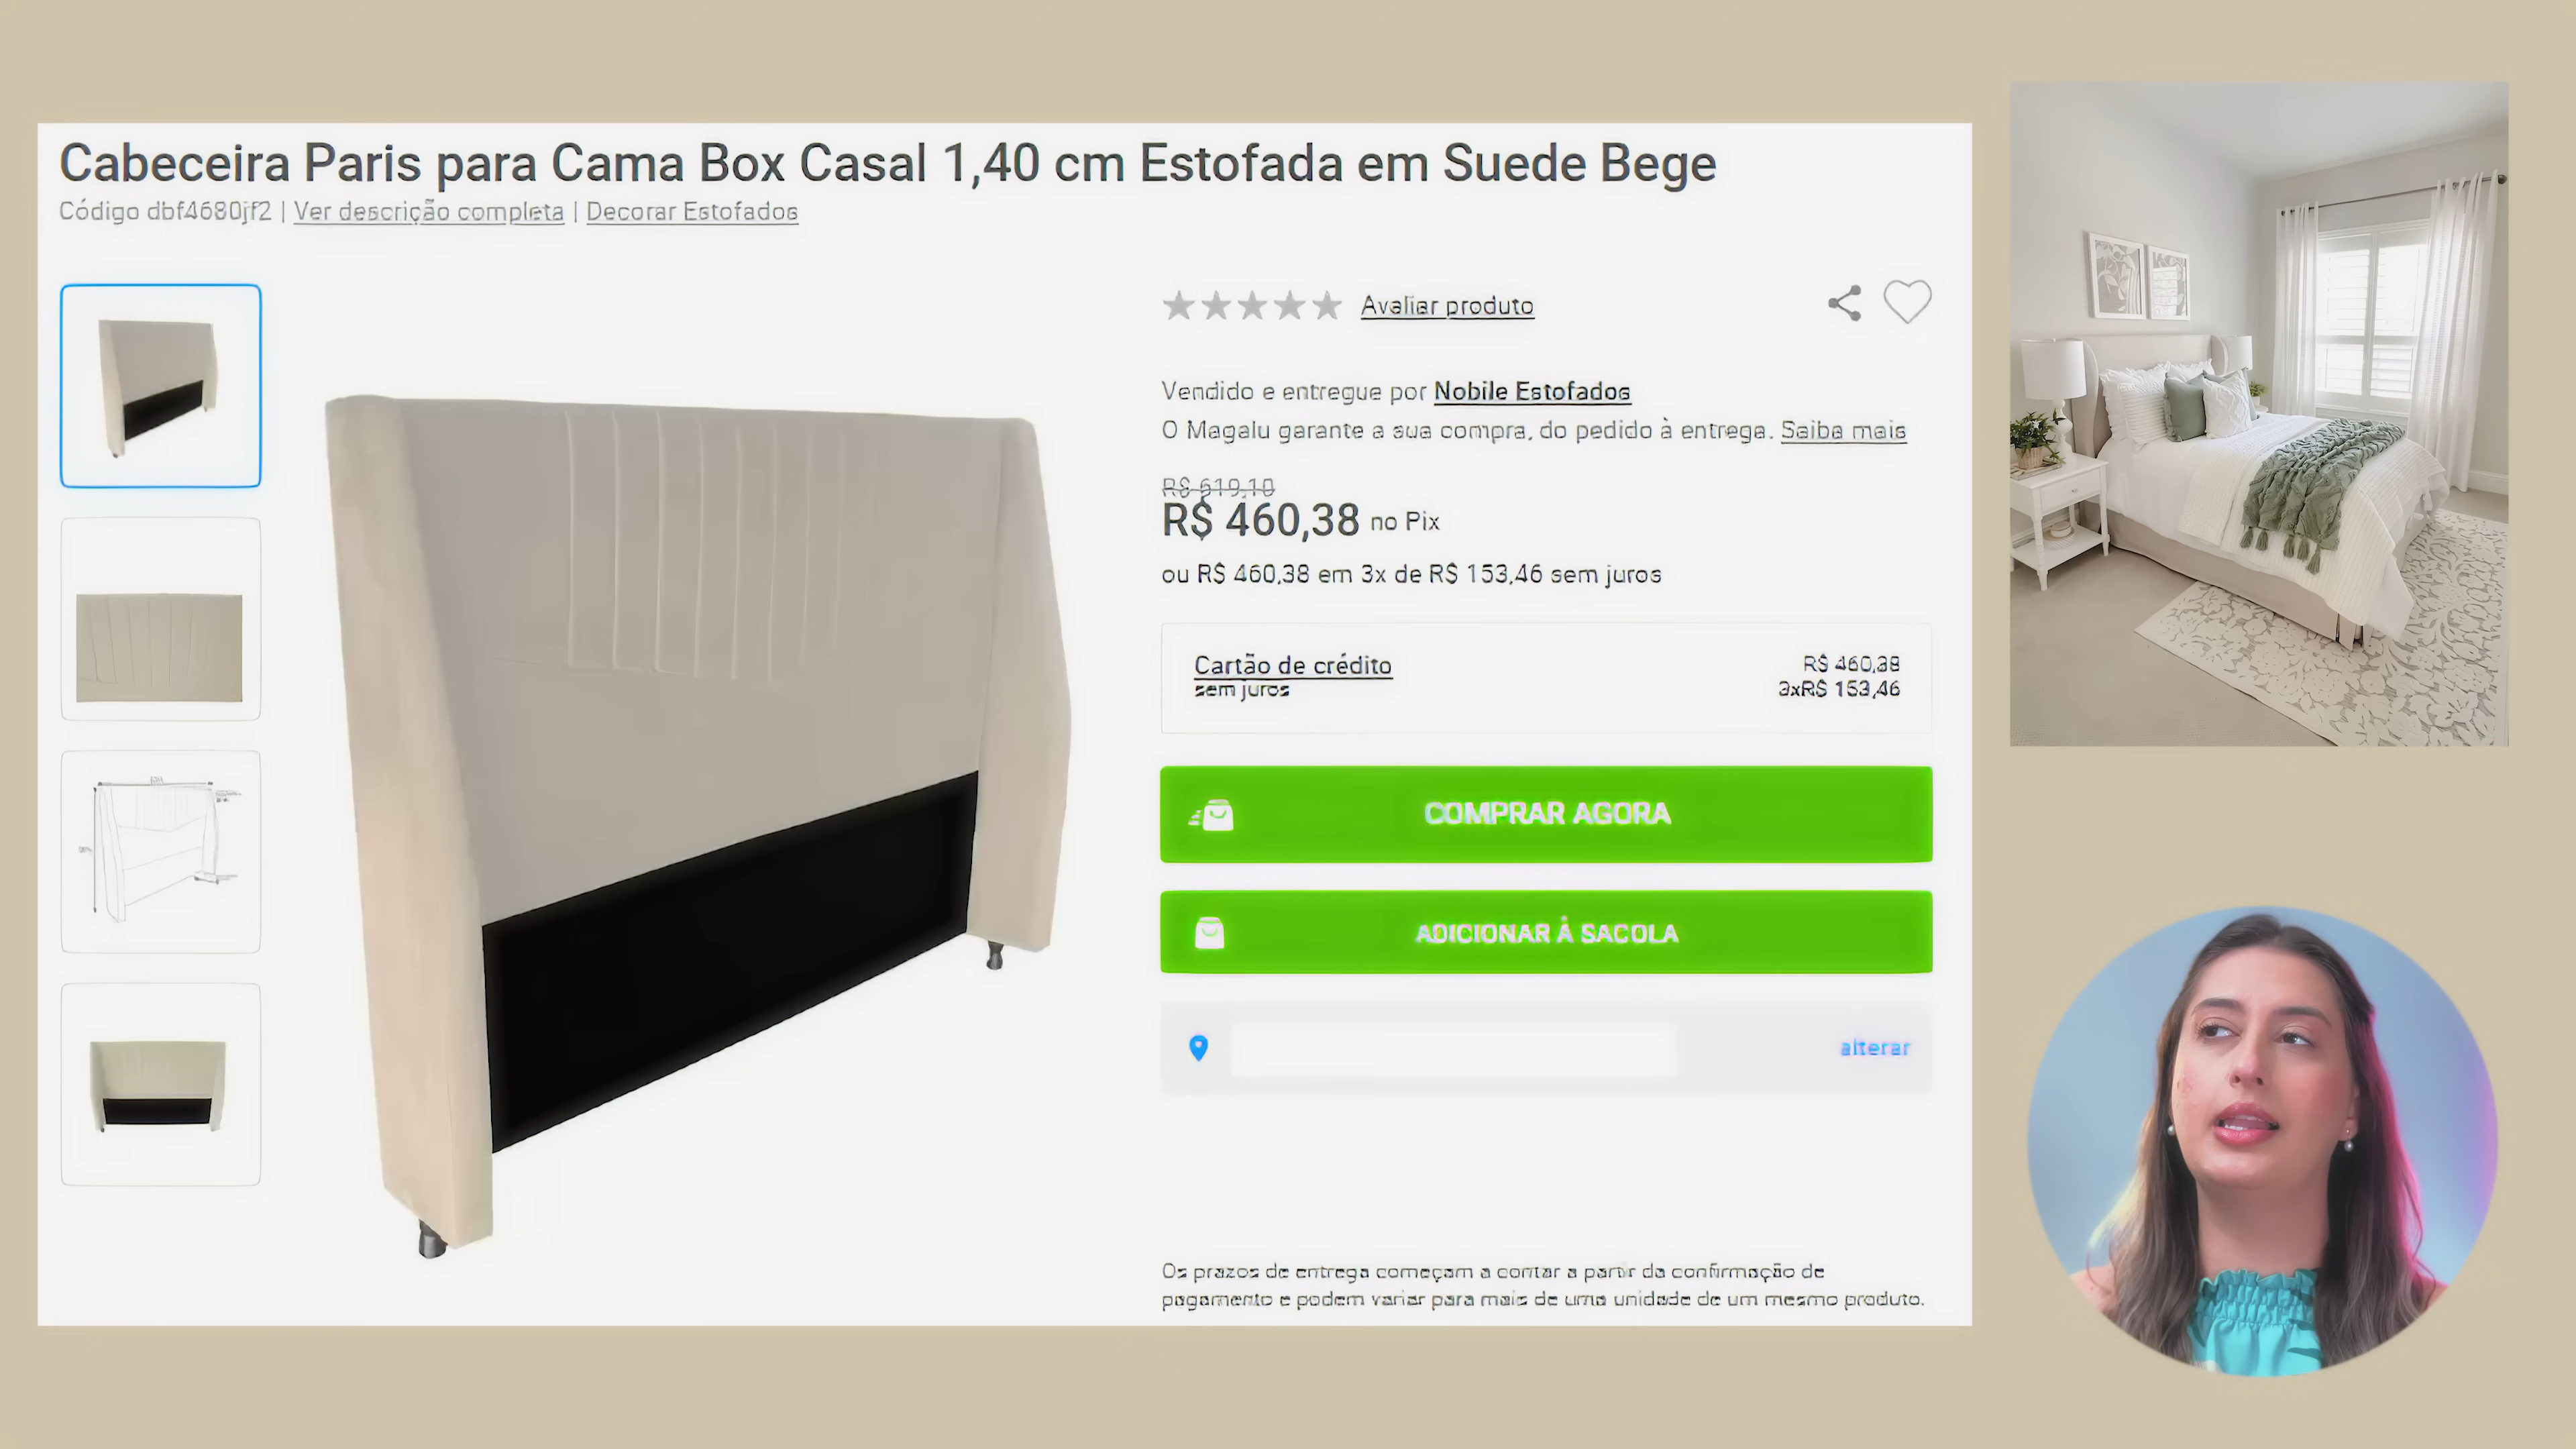 Cabeceira Paris para Cama Box Casal 1,40 cm Estofada em Suede Bege
Código dbf4680jf2 | Ver descrição completa | Decorar Estofados
Avaliar produto
Vendido e entregue por Nobile Estofados
O Magalu garante a sua compra, do pedido à entrega. Saiba mais
R$ 619,10
R$ 460,38 no Pix
ou R$ 460,38 em 3x de R$ 153,46 sem juros
Cartão de crédito
sem juros
R$ 460,38
3xR$ 153,46
COMPRAR AGORA
ADICIONAR À SACOLA
alterar
Os prazos de entrega começam a contar a partir da confirmação de
pagamento e podem variar para mais de uma unidade de um mesmo produto.